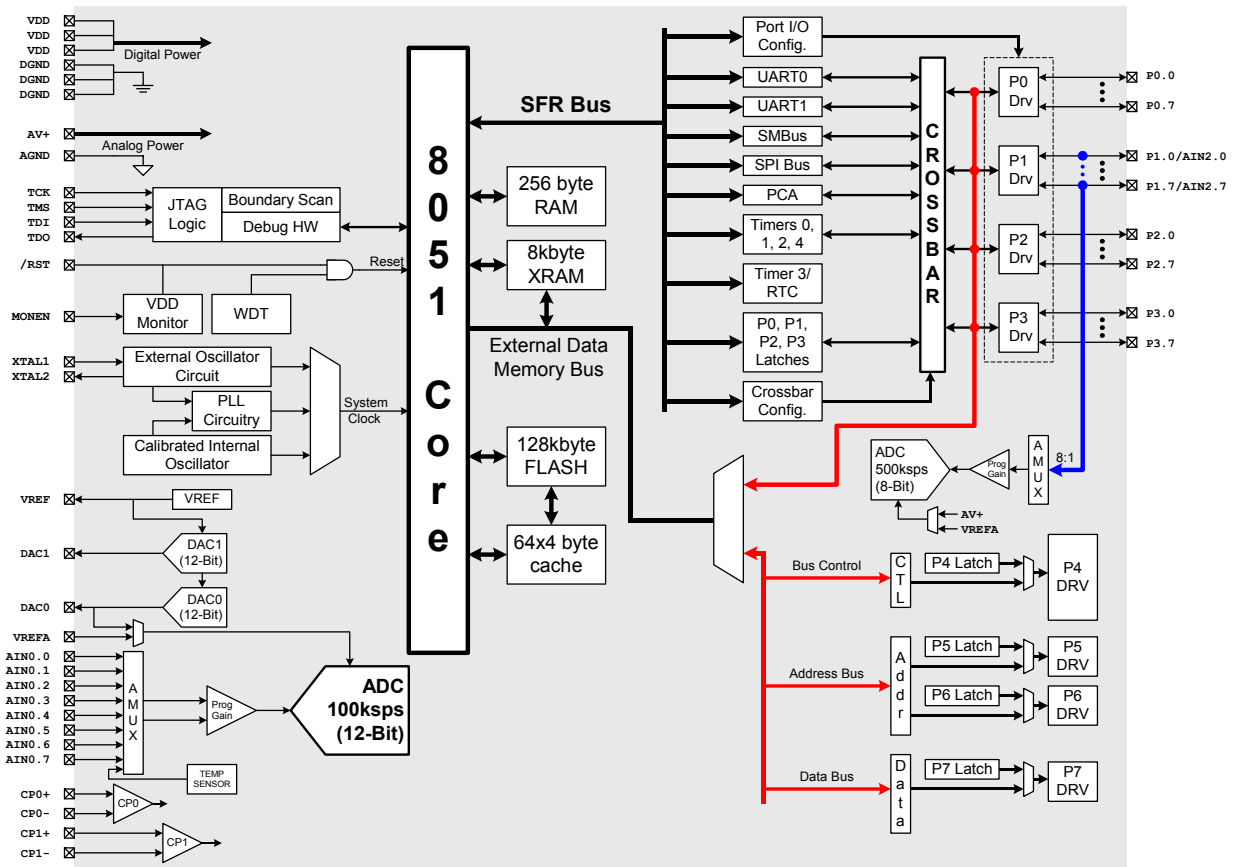 VDD
VDD
VDD
Digital Power
DGND
DGND
DGND
AV+
Analog Power
AGND
TCK
TMS
TDI
TDO
JTAG
Logic
Boundary Scan
Debug HW
/RST
Reset
MONEN
VDD
Monitor
WDT
XTAL1
XTAL2
External Oscillator
Circuit
PLL
Circuitry
Calibrated Internal
Oscillator
System
Clock
VREF
VREF
DAC1
DAC1
(12-Bit)
DAC0
DAC0
(12-Bit)
VREFA
AIN0.0
AIN0.1
AIN0.2
AIN0.3
AIN0.4
AIN0.5
AIN0.6
AIN0.7
AMUX
Prog
Gain
ADC
100ksps
(12-Bit)
TEMP
SENSOR
CP0+
CP0-
CP0
CP1+
CP1-
CP1
8051 Core
SFR Bus
256 byte
RAM
8kbyte
XRAM
External Data
Memory Bus
128kbyte
FLASH
64x4 byte
cache
Port I/O
Config.
UART0
UART1
SMBus
SPI Bus
PCA
Timers 0,
1, 2, 4
Timer 3/
RTC
P0, P1,
P2, P3
Latches
Crossbar
Config.
CROSSBAR
P0
Drv
P1
Drv
P2
Drv
P3
Drv
P0.0
P0.7
P1.0/AIN2.0
P1.7/AIN2.7
P2.0
P2.7
P3.0
P3.7
ADC
500ksps
(8-Bit)
Prog
Gain
AMUX
8:1
AV+
VREFA
Bus Control
CTL
P4 Latch
P4
DRV
Address Bus
Addr
P5 Latch
P5
DRV
P6 Latch
P6
DRV
Data Bus
Data
P7 Latch
P7
DRV